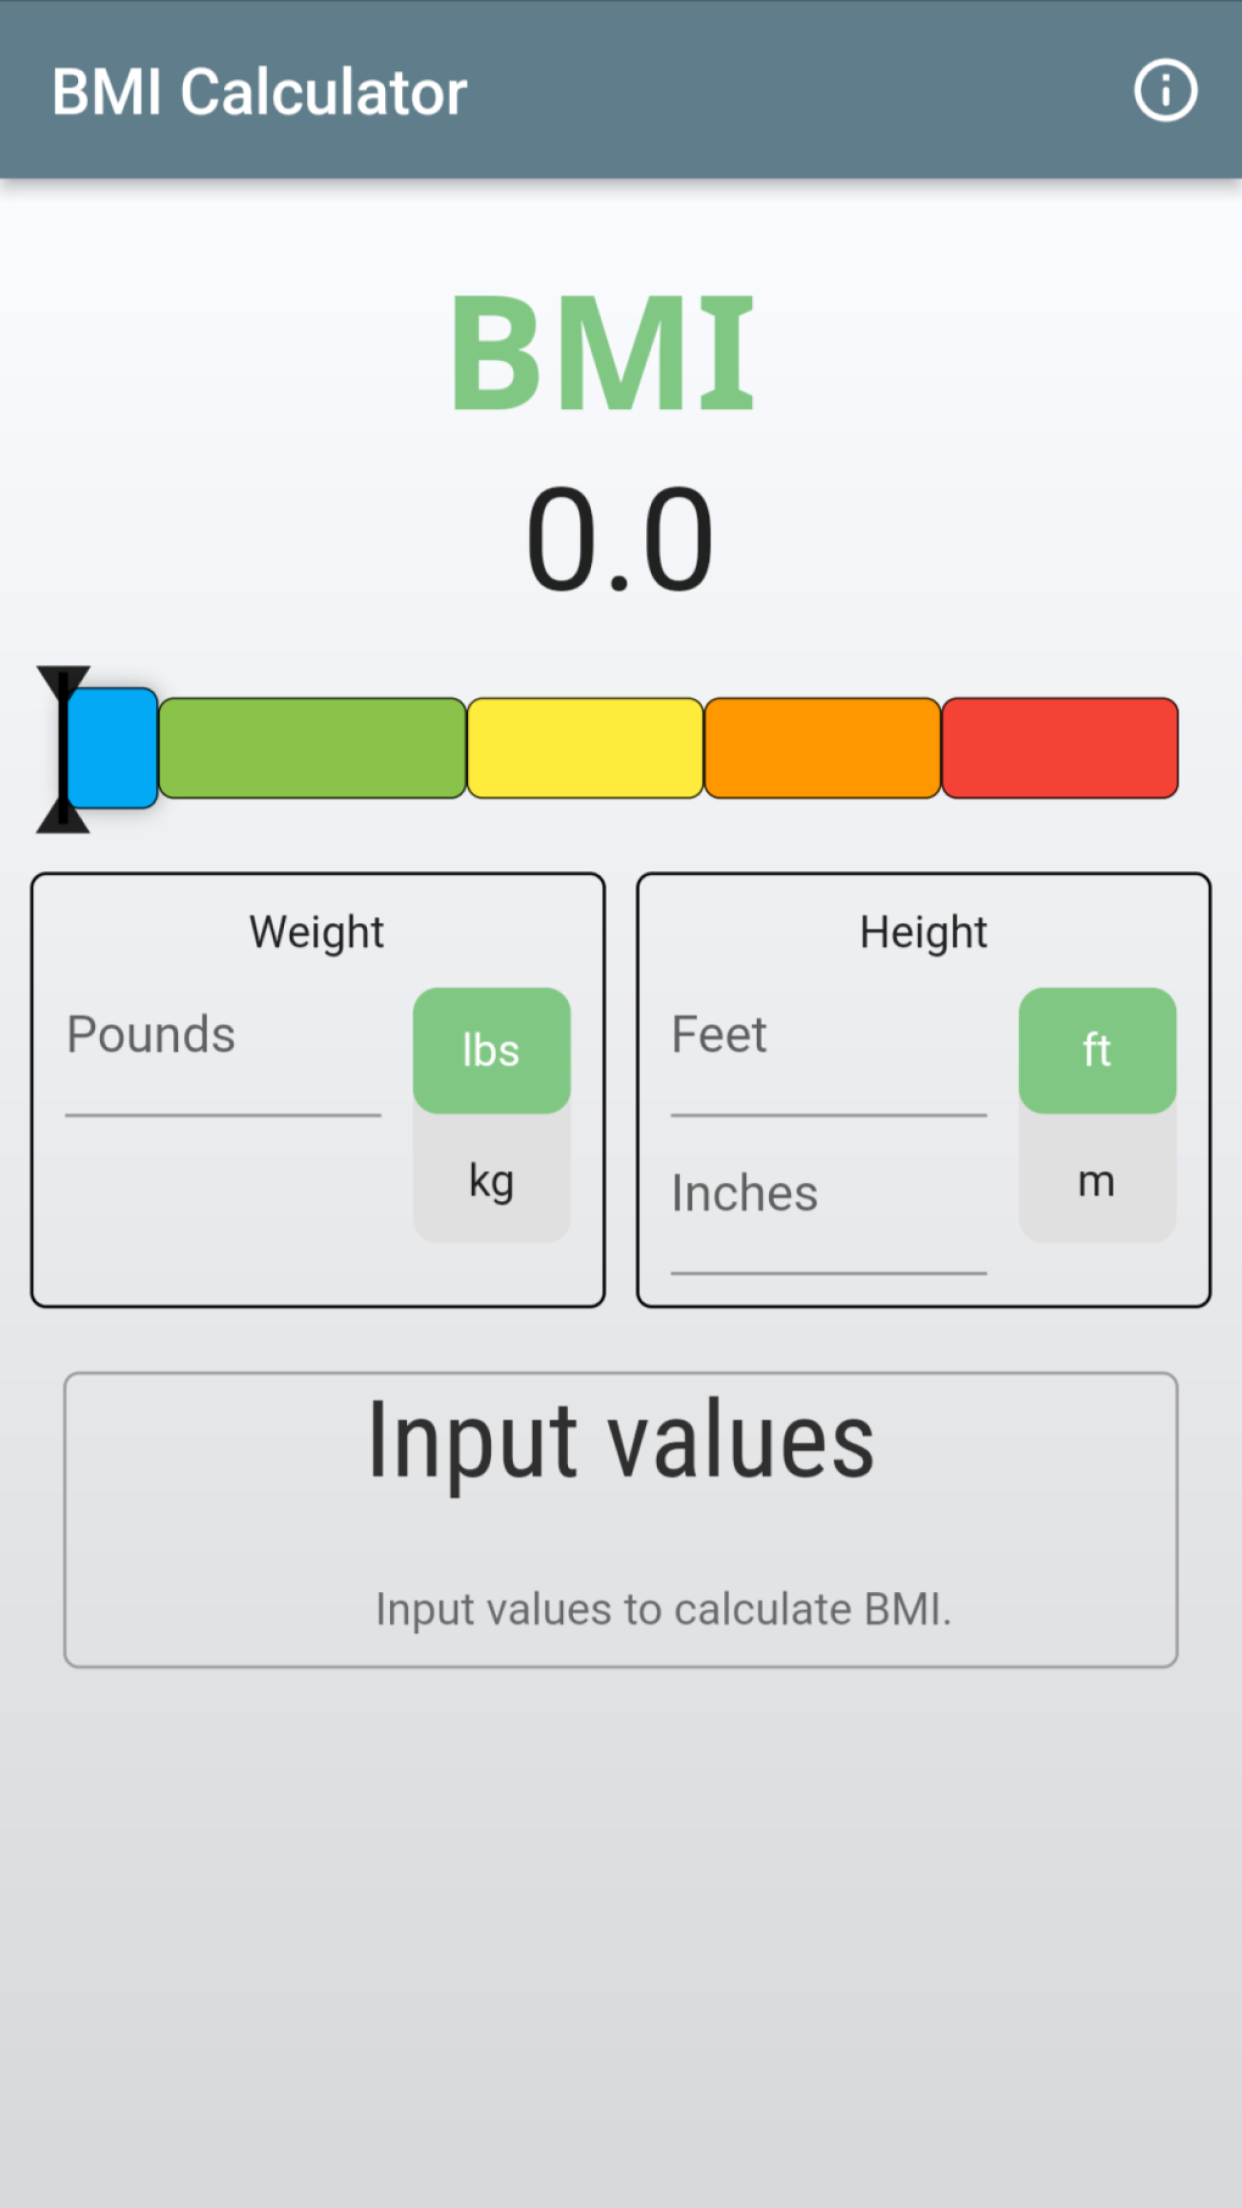 BMI Calculator
BMI
0.0
Weight
Pounds
lbs
kg
Height
Feet
ft
Inches
m
Input values
Input values to calculate BMI.